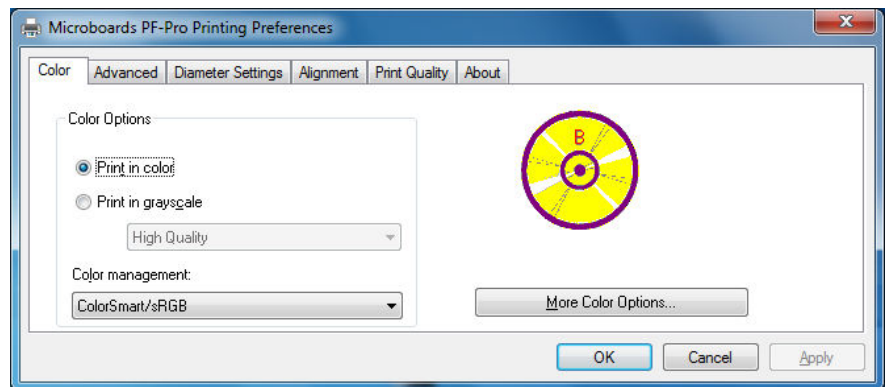 Microboards PF-Pro Printing Preferences
Color Advanced Diameter Settings Alignment Print Quality About
Color Options
Print in color
Print in grayscale
High Quality
Color management:
ColorSmart/sRGB
B
More Color Options...
OK Cancel Apply